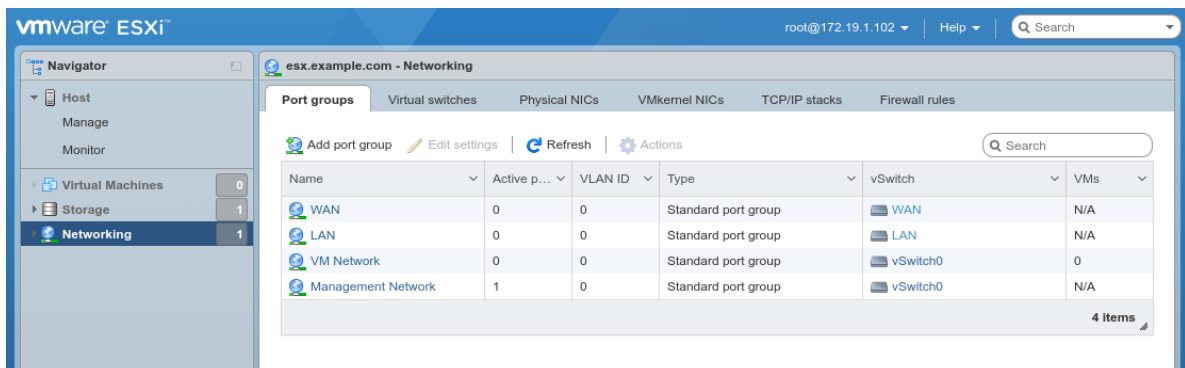 vmware ESXi™
root@172.19.1.102 | Help | Search
Navigator
Host
Manage
Monitor
Virtual Machines 0
Storage 1
Networking 1
esx.example.com - Networking
Port groups Virtual switches Physical NICs VMkernel NICs TCP/IP stacks Firewall rules
Add port group Edit settings | Refresh | Actions Search
Name Active p... VLAN ID Type vSwitch VMs
WAN 0 0 Standard port group WAN N/A
LAN 0 0 Standard port group LAN N/A
VM Network 0 0 Standard port group vSwitch0 0
Management Network 1 0 Standard port group vSwitch0 N/A
4 items